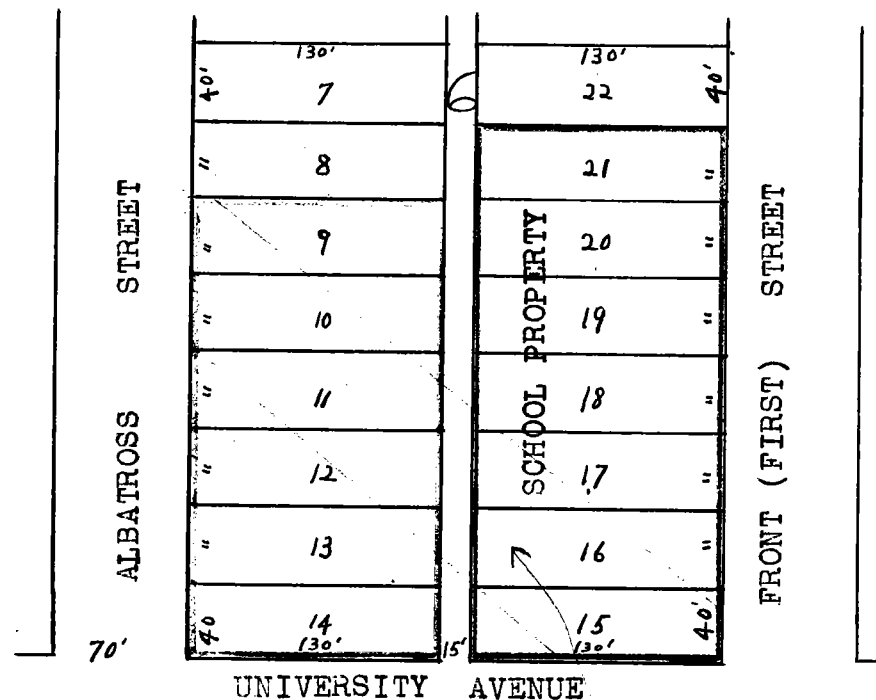 130' 130'
40' 7 6 22 40'
" 8 21 "
" 9 20 "
" 10 19 "
" 11 18 "
" 12 17 "
" 13 16 "
40 14 15 40'
70' 130' 15' 130'
ALBATROSS STREET
SCHOOL PROPERTY
FRONT (FIRST) STREET
UNIVERSITY AVENUE